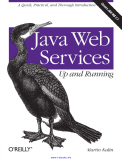 A Quick, Practical, and Thorough Introduction
Java Web
Services
Up and Running
O'REILLY®
Martin Kalin